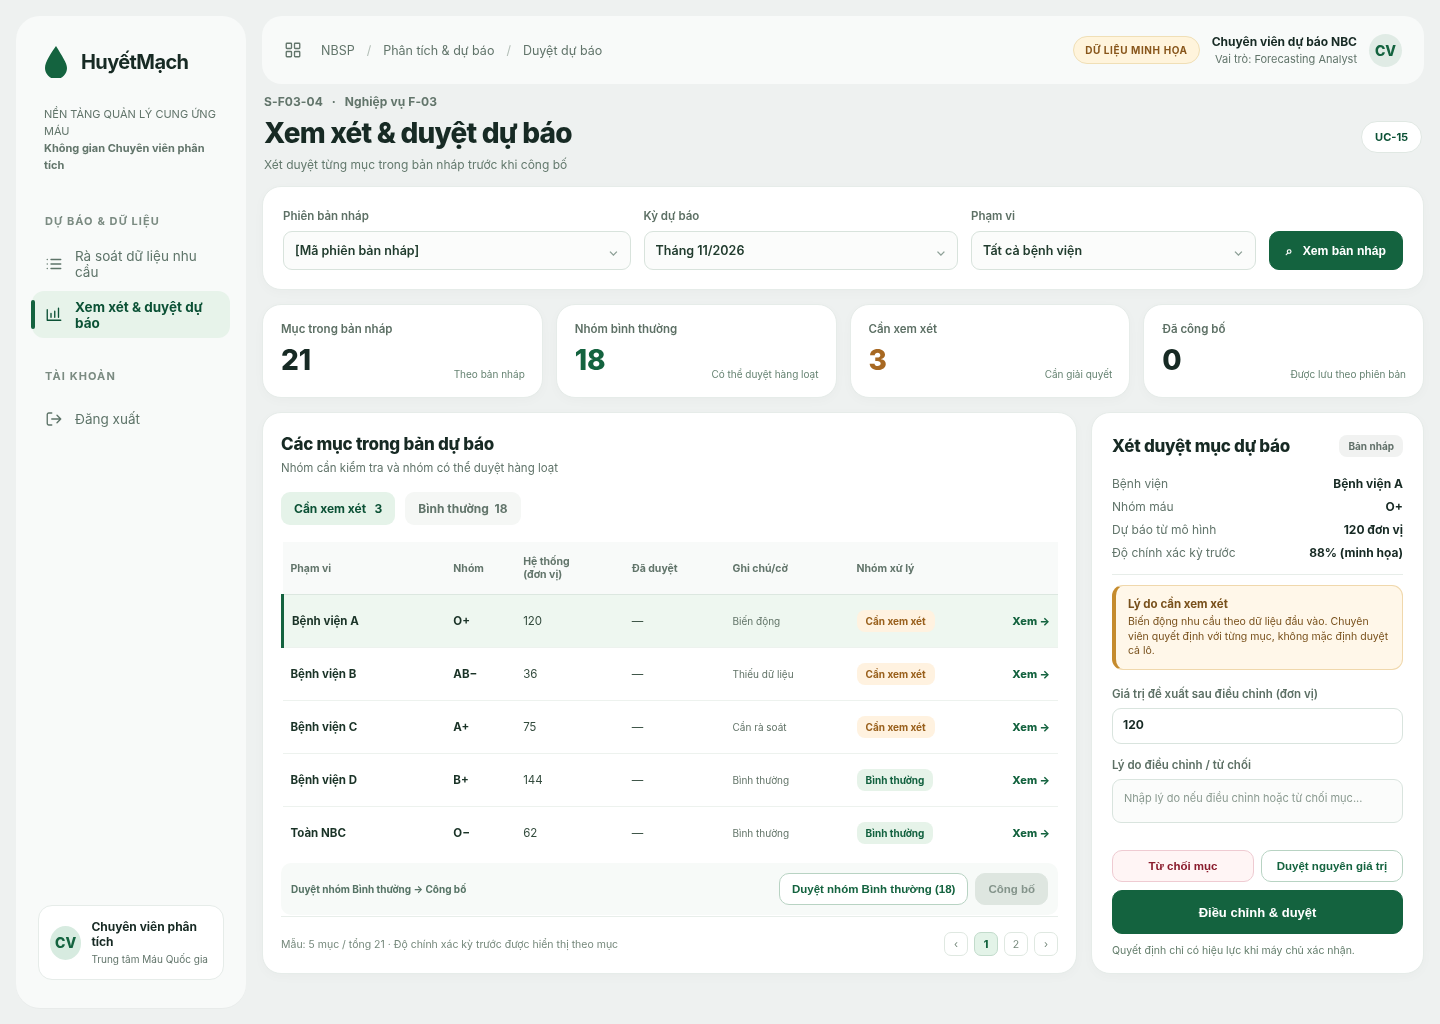 HuyếtMạch
NỀN TẢNG QUẢN LÝ CUNG ỨNG
MÁU
Không gian Chuyên viên phân
tích
DỰ BÁO & DỮ LIỆU
Rà soát dữ liệu nhu
cầu
Xem xét & duyệt dự
báo
TÀI KHOẢN
Đăng xuất
CV
Chuyên viên phân
tích
Trung tâm Máu Quốc gia
NBSP / Phân tích & dự báo / Duyệt dự báo
DỮ LIỆU MINH HỌA
Chuyên viên dự báo NBC
Vai trò: Forecasting Analyst
CV
S-F03-04 · Nghiệp vụ F-03
Xem xét & duyệt dự báo
Xét duyệt từng mục trong bản nháp trước khi công bố
UC-15
Phiên bản nháp
[Mã phiên bản nháp]
Kỳ dự báo
Tháng 11/2026
Phạm vi
Tất cả bệnh viện
Xem bản nháp
Mục trong bản nháp
21
Theo bản nháp
Nhóm bình thường
18
Có thể duyệt hàng loạt
Cần xem xét
3
Cần giải quyết
Đã công bố
0
Được lưu theo phiên bản
Các mục trong bản dự báo
Nhóm cần kiểm tra và nhóm có thể duyệt hàng loạt
Cần xem xét 3
Bình thường 18
Phạm vi Nhóm Hệ thống (đơn vị) Đã duyệt Ghi chú/cờ Nhóm xử lý
Bệnh viện A O+ 120 — Biến động Cần xem xét Xem →
Bệnh viện B AB− 36 — Thiếu dữ liệu Cần xem xét Xem →
Bệnh viện C A+ 75 — Cần rà soát Cần xem xét Xem →
Bệnh viện D B+ 144 — Bình thường Bình thường Xem →
Toàn NBC O− 62 — Bình thường Bình thường Xem →
Duyệt nhóm Bình thường → Công bố
Duyệt nhóm Bình thường (18)
Công bố
Mẫu: 5 mục / tổng 21 · Độ chính xác kỳ trước được hiển thị theo mục
‹ 1 2 ›
Xét duyệt mục dự báo
Bản nháp
Bệnh viện Bệnh viện A
Nhóm máu O+
Dự báo từ mô hình 120 đơn vị
Độ chính xác kỳ trước 88% (minh họa)
Lý do cần xem xét
Biến động nhu cầu theo dữ liệu đầu vào. Chuyên
viên quyết định với từng mục, không mặc định duyệt
cả lô.
Giá trị đề xuất sau điều chỉnh (đơn vị)
120
Lý do điều chỉnh / từ chối
Nhập lý do nếu điều chỉnh hoặc từ chối mục...
Từ chối mục
Duyệt nguyên giá trị
Điều chỉnh & duyệt
Quyết định chỉ có hiệu lực khi máy chủ xác nhận.